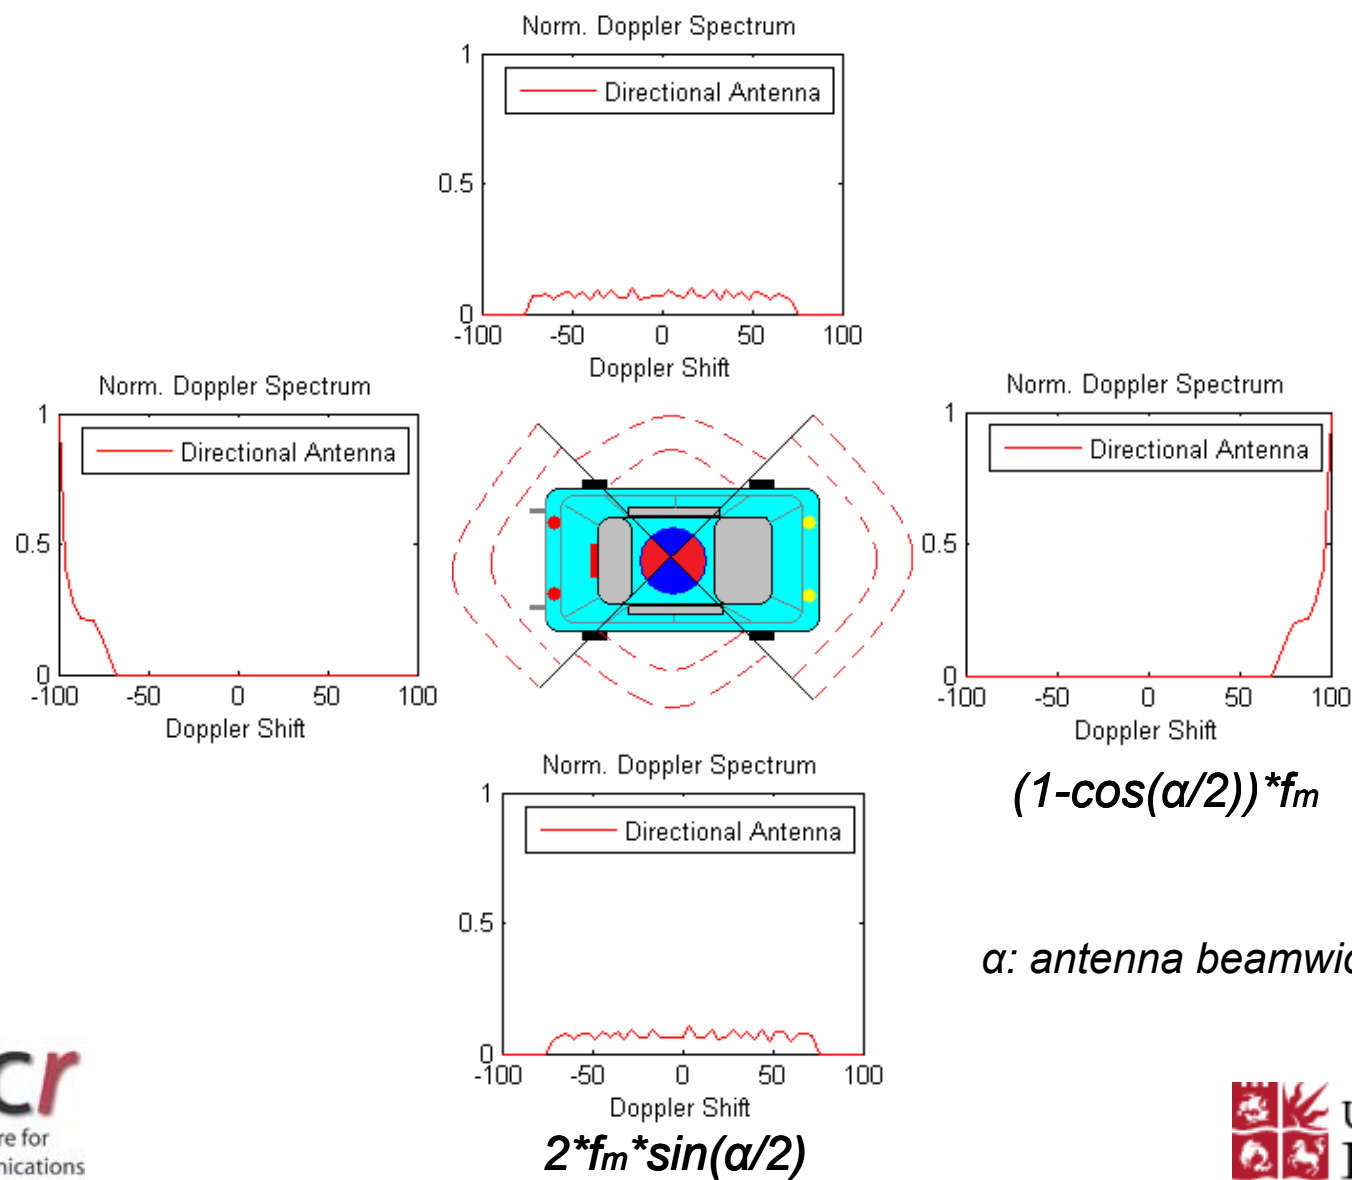 Norm. Doppler Spectrum
1
Directional Antenna
0.5
0
-100 -50 0 50 100
Doppler Shift
Norm. Doppler Spectrum
1
Directional Antenna
0.5
0
-100 -50 0 50 100
Doppler Shift
Norm. Doppler Spectrum
1
Directional Antenna
0.5
0
-100 -50 0 50 100
Doppler Shift
(1-cos(α/2))*fm
Norm. Doppler Spectrum
1
Directional Antenna
0.5
0
-100 -50 0 50 100
Doppler Shift
2*fm*sin(α/2)
α: antenna
cr
re for